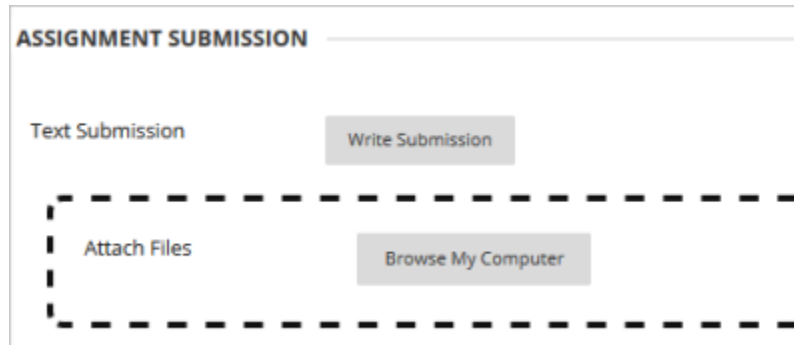 ASSIGNMENT SUBMISSION
Text Submission
Write Submission
Attach Files
Browse My Computer